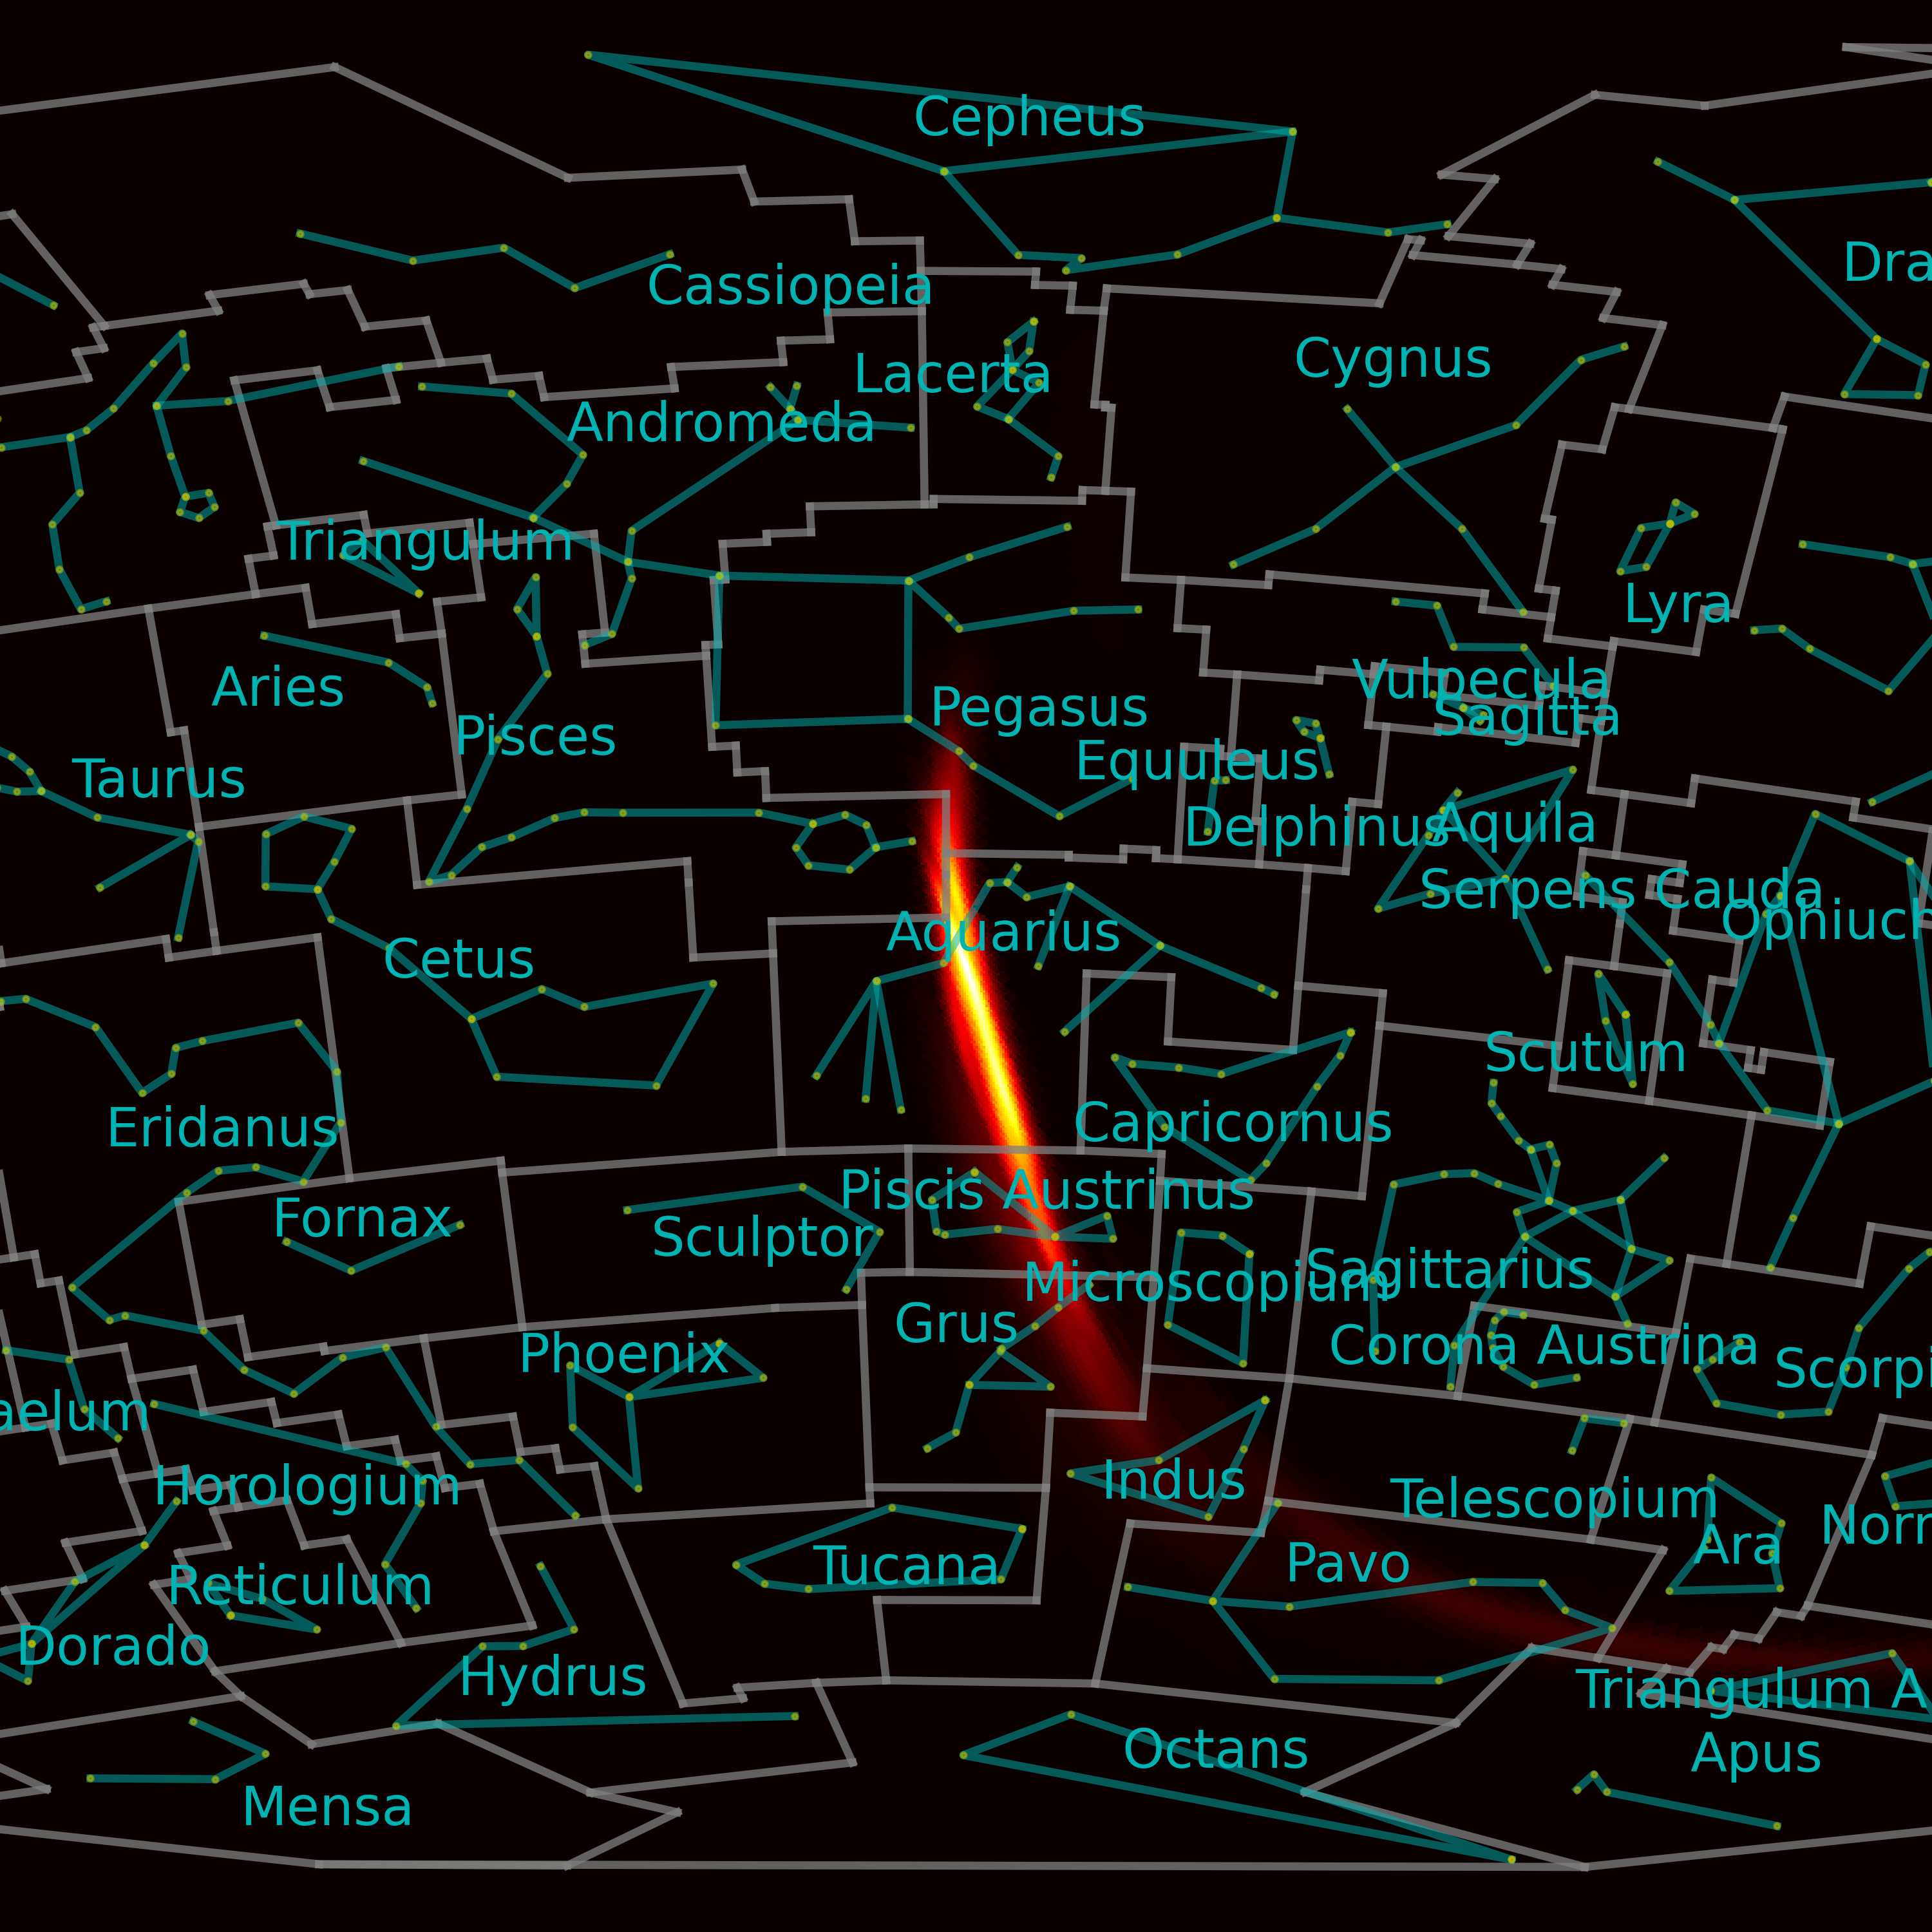 Cepheus
Dra
Cassiopeia
Cygnus
Lacerta
Andromeda
Triangulum
Lyra
Aries
Vulpecula
Pegasus
Sagitta
Pisces
Equuleus
Taurus
Delphinus
Aquila
Serpens Cauda
Ophiuch
Aquarius
Cetus
Scutum
Capricornus
Eridanus
Piscis Austrinus
Fornax
Sculptor
Sagittarius
Microscopium
Grus
Corona Austrina
Phoenix
Scorpi
aelum
Indus
Horologium
Telescopium
Norr
Ara
Tucana
Pavo
Reticulum
Dorado
Hydrus
Triangulum A
Octans
Apus
Mensa